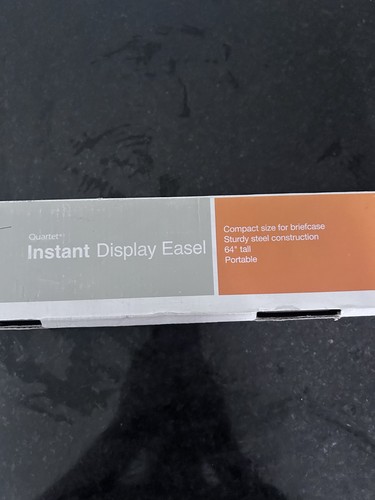 Quartet®
Instant Display Easel
Compact size for briefcase
Sturdy steel construction
64" tall
Portable